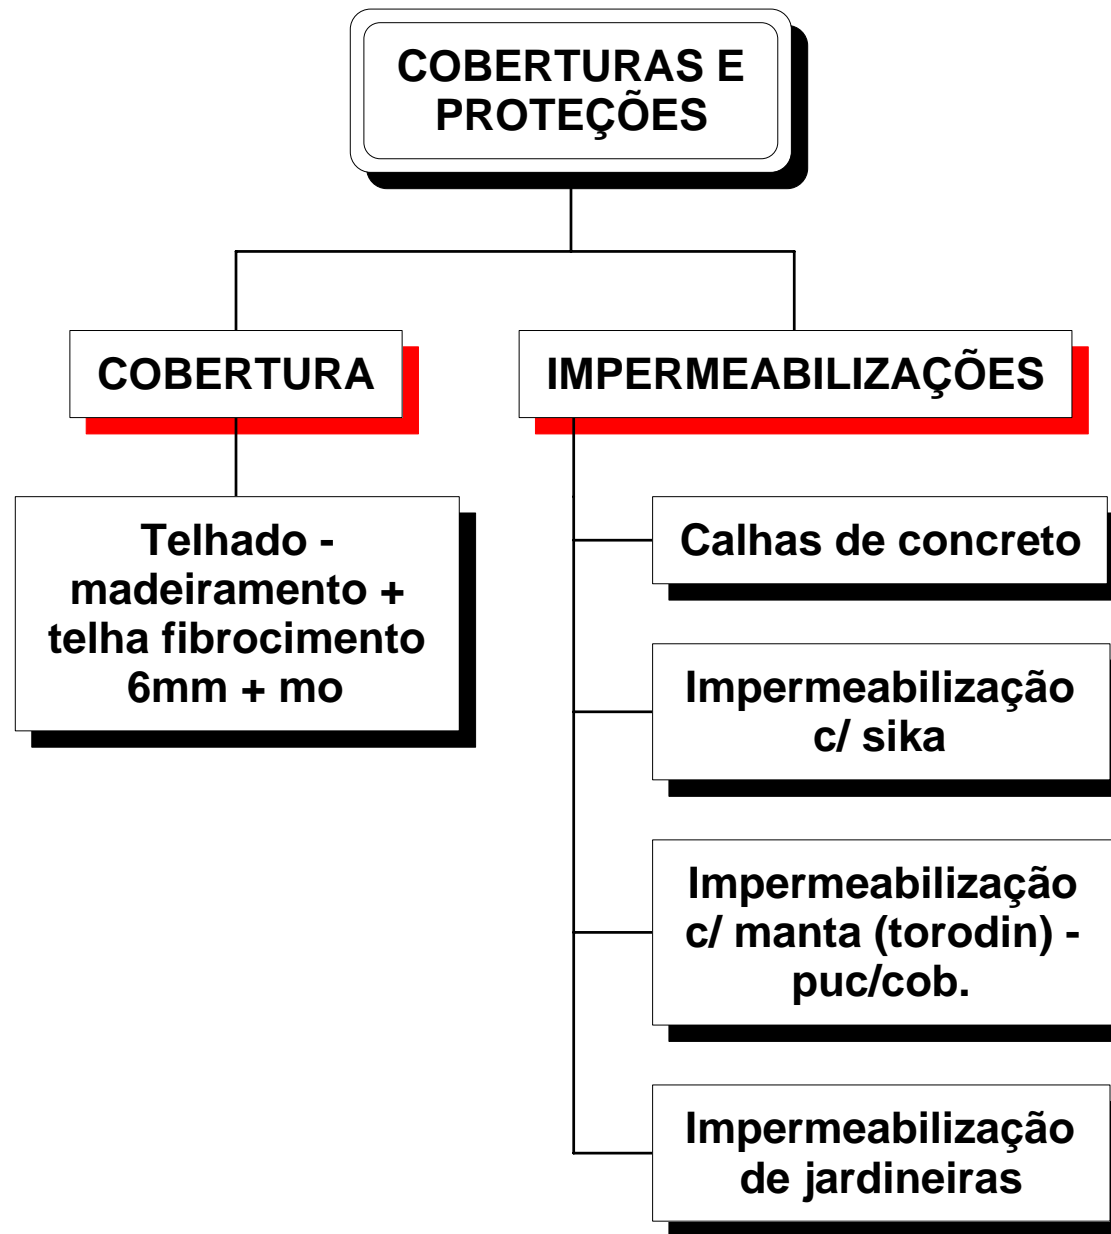 COBERTURAS E
PROTEÇÕES
COBERTURA
IMPERMEABILIZAÇÕES
Telhado -
madeiramento +
telha fibrocimento
6mm + mo
Calhas de concreto
Impermeabilização
c/ sika
Impermeabilização
c/ manta (torodin) -
puc/cob.
Impermeabilização
de jardineiras